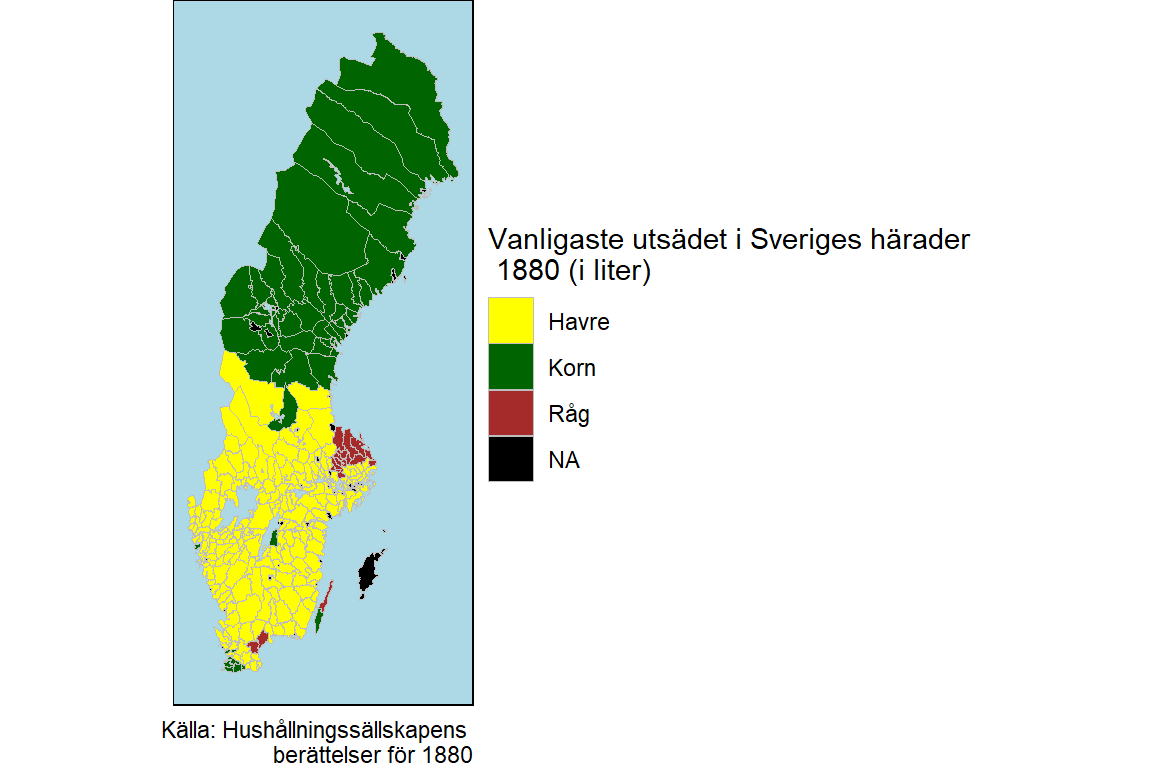 Vanligaste utsädet i Sveriges härader
1880 (i liter)
Havre
Korn
Råg
NA
Källa: Hushållningssällskapens
berättelser för 1880